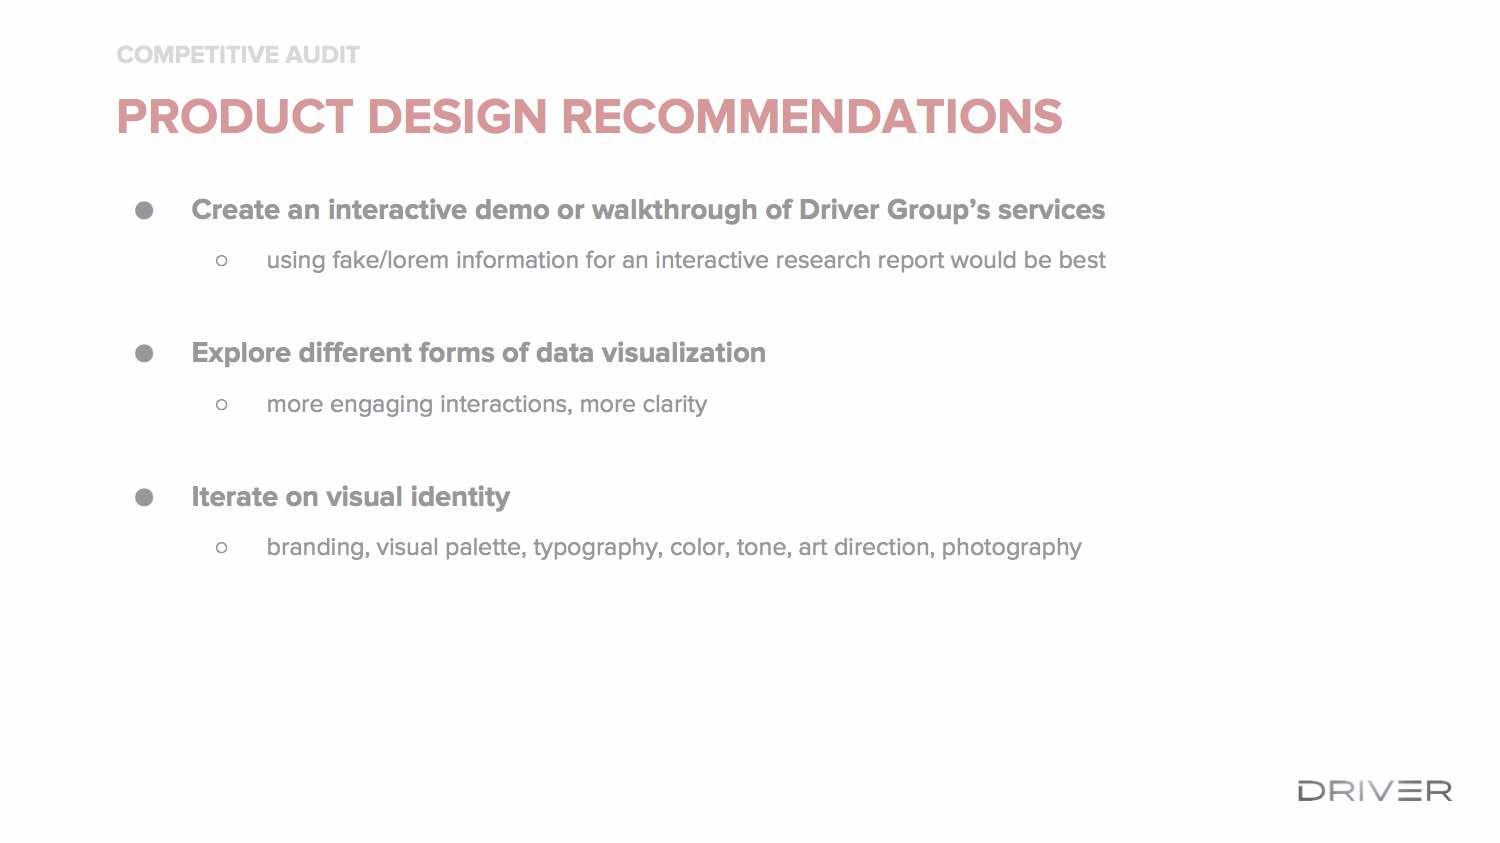 COMPETITIVE AUDIT
PRODUCT DESIGN RECOMMENDATIONS
● Create an interactive demo or walkthrough of Driver Group’s services
○ using fake/lorem information for an interactive research report would be best
● Explore different forms of data visualization
○ more engaging interactions, more clarity
● Iterate on visual identity
○ branding, visual palette, typography, color, tone, art direction, photography
DRIVER